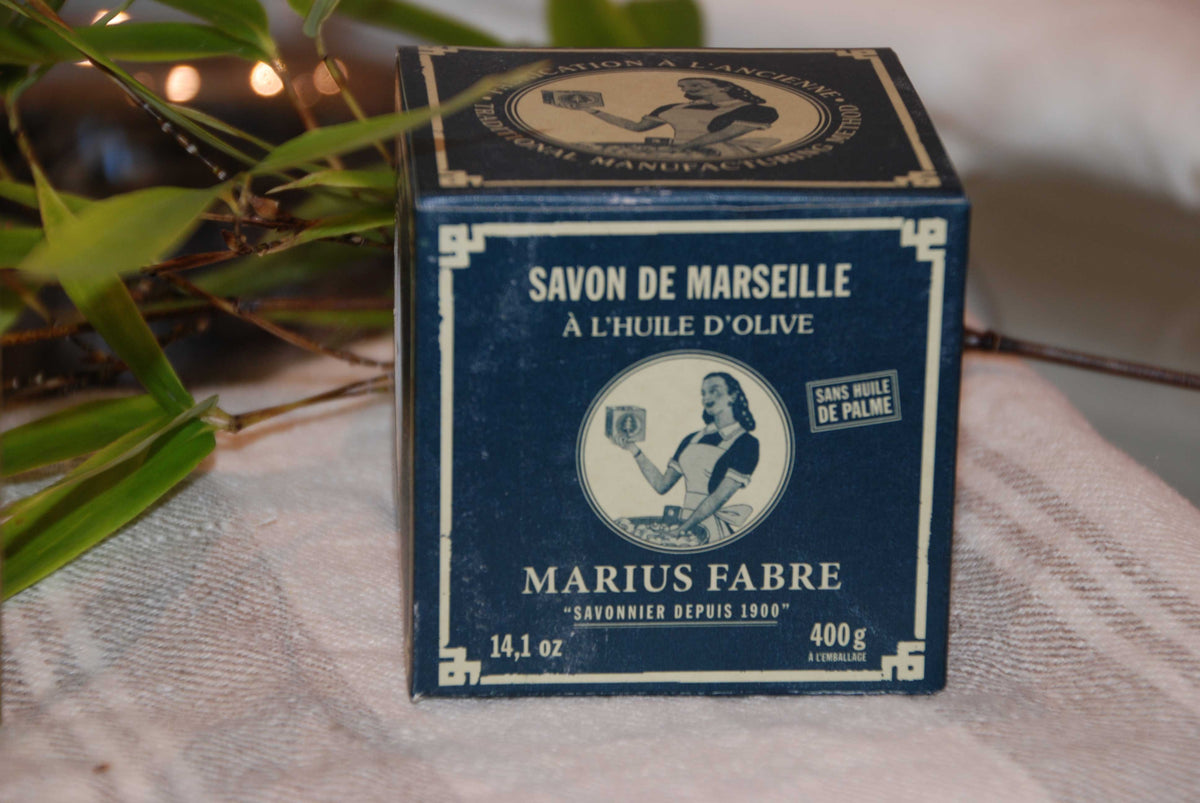 FABRICATION À L'ANCIENNE •
TRADITIONAL MANUFACTURING METHOD
SAVON DE MARSEILLE
À L'HUILE D'OLIVE
SANS HUILE
DE PALME
MARIUS FABRE
“SAVONNIER DEPUIS 1900”
14,1 oz
400g
À L'EMBALLAGE